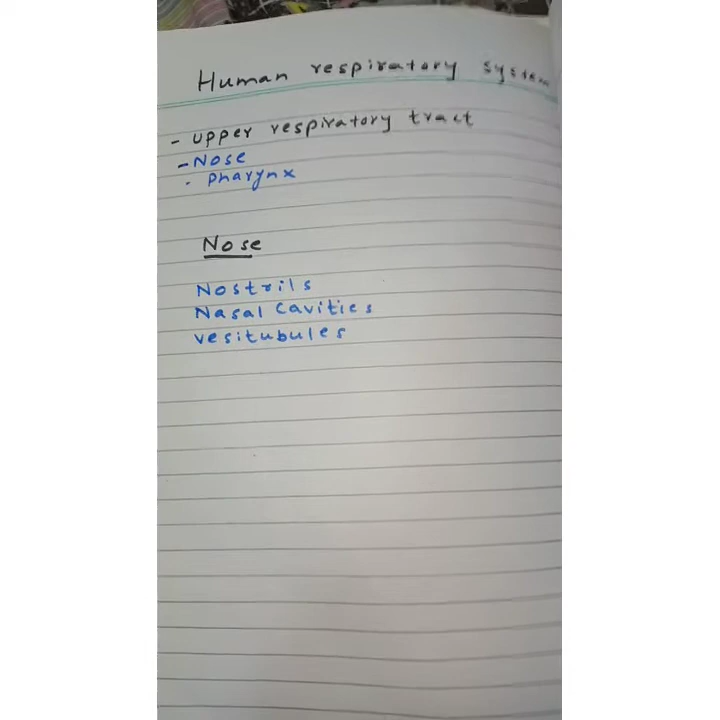 Human respiratory system
- Upper respiratory tract
- Nose
- Pharynx
Nose
Nostrils
Nasal Cavities
Vesitubules